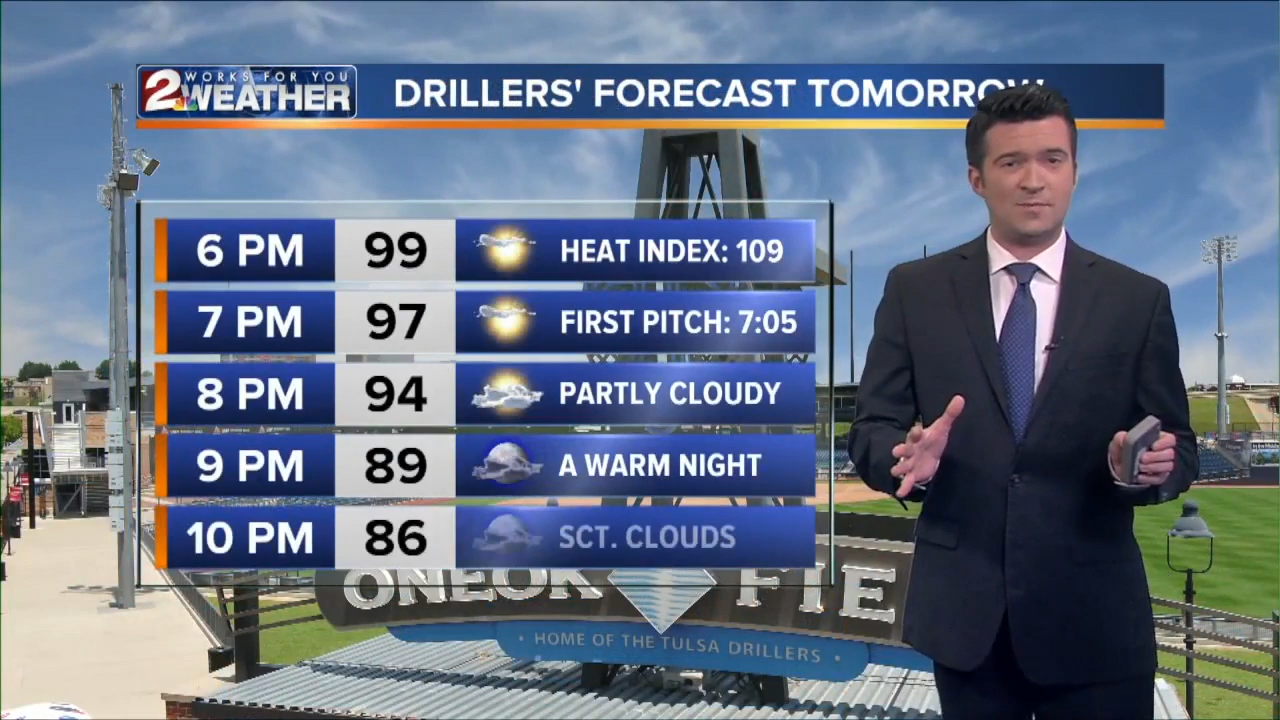 2 WORKS FOR YOU
WEATHER
DRILLERS' FORECAST TOMORROW
6 PM 99 HEAT INDEX: 109
7 PM 97 FIRST PITCH: 7:05
8 PM 94 PARTLY CLOUDY
9 PM 89 A WARM NIGHT
10 PM 86 SCT. CLOUDS
ONEOK FIE
• HOME OF THE TULSA DRILLERS •